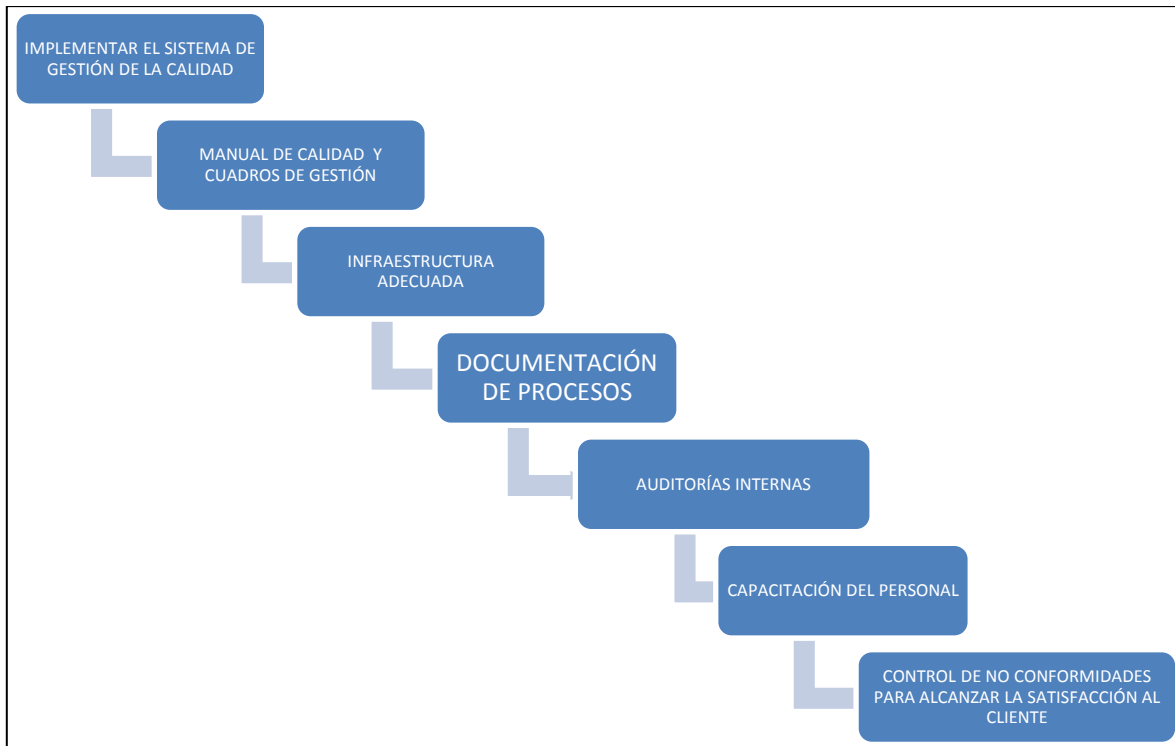 IMPLEMENTAR EL SISTEMA DE
GESTIÓN DE LA CALIDAD
MANUAL DE CALIDAD Y
CUADROS DE GESTIÓN
INFRAESTRUCTURA
ADECUADA
DOCUMENTACIÓN
DE PROCESOS
AUDITORÍAS INTERNAS
CAPACITACIÓN DEL PERSONAL
CONTROL DE NO CONFORMIDADES
PARA ALCANZAR LA SATISFACCIÓN AL
CLIENTE